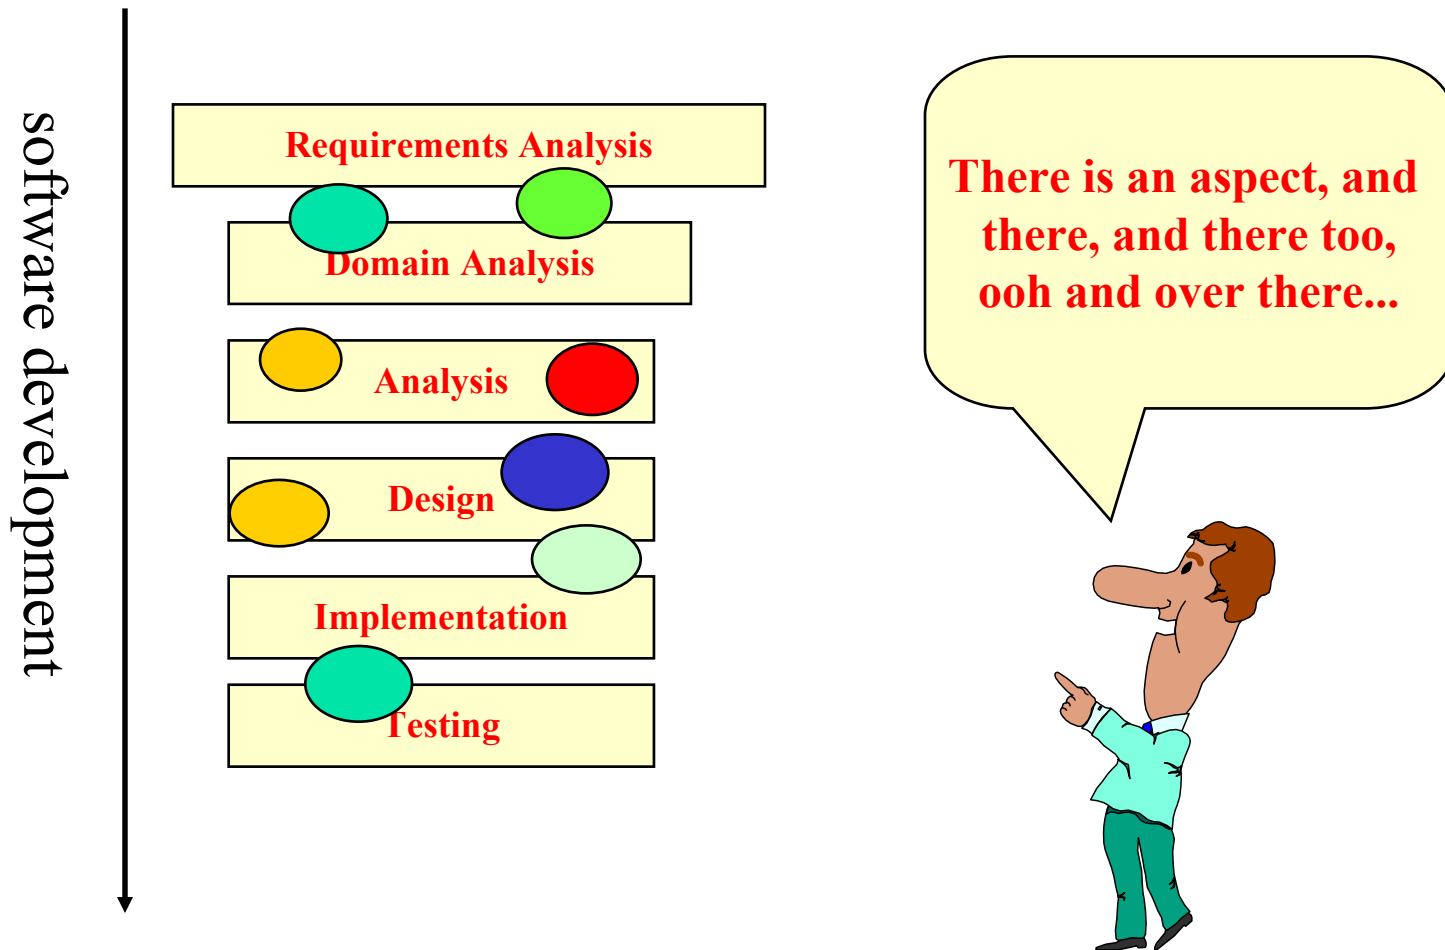 software development
Requirements Analysis
Domain Analysis
Analysis
Design
Implementation
Testing
There is an aspect, and
there, and there too,
ooh and over there...